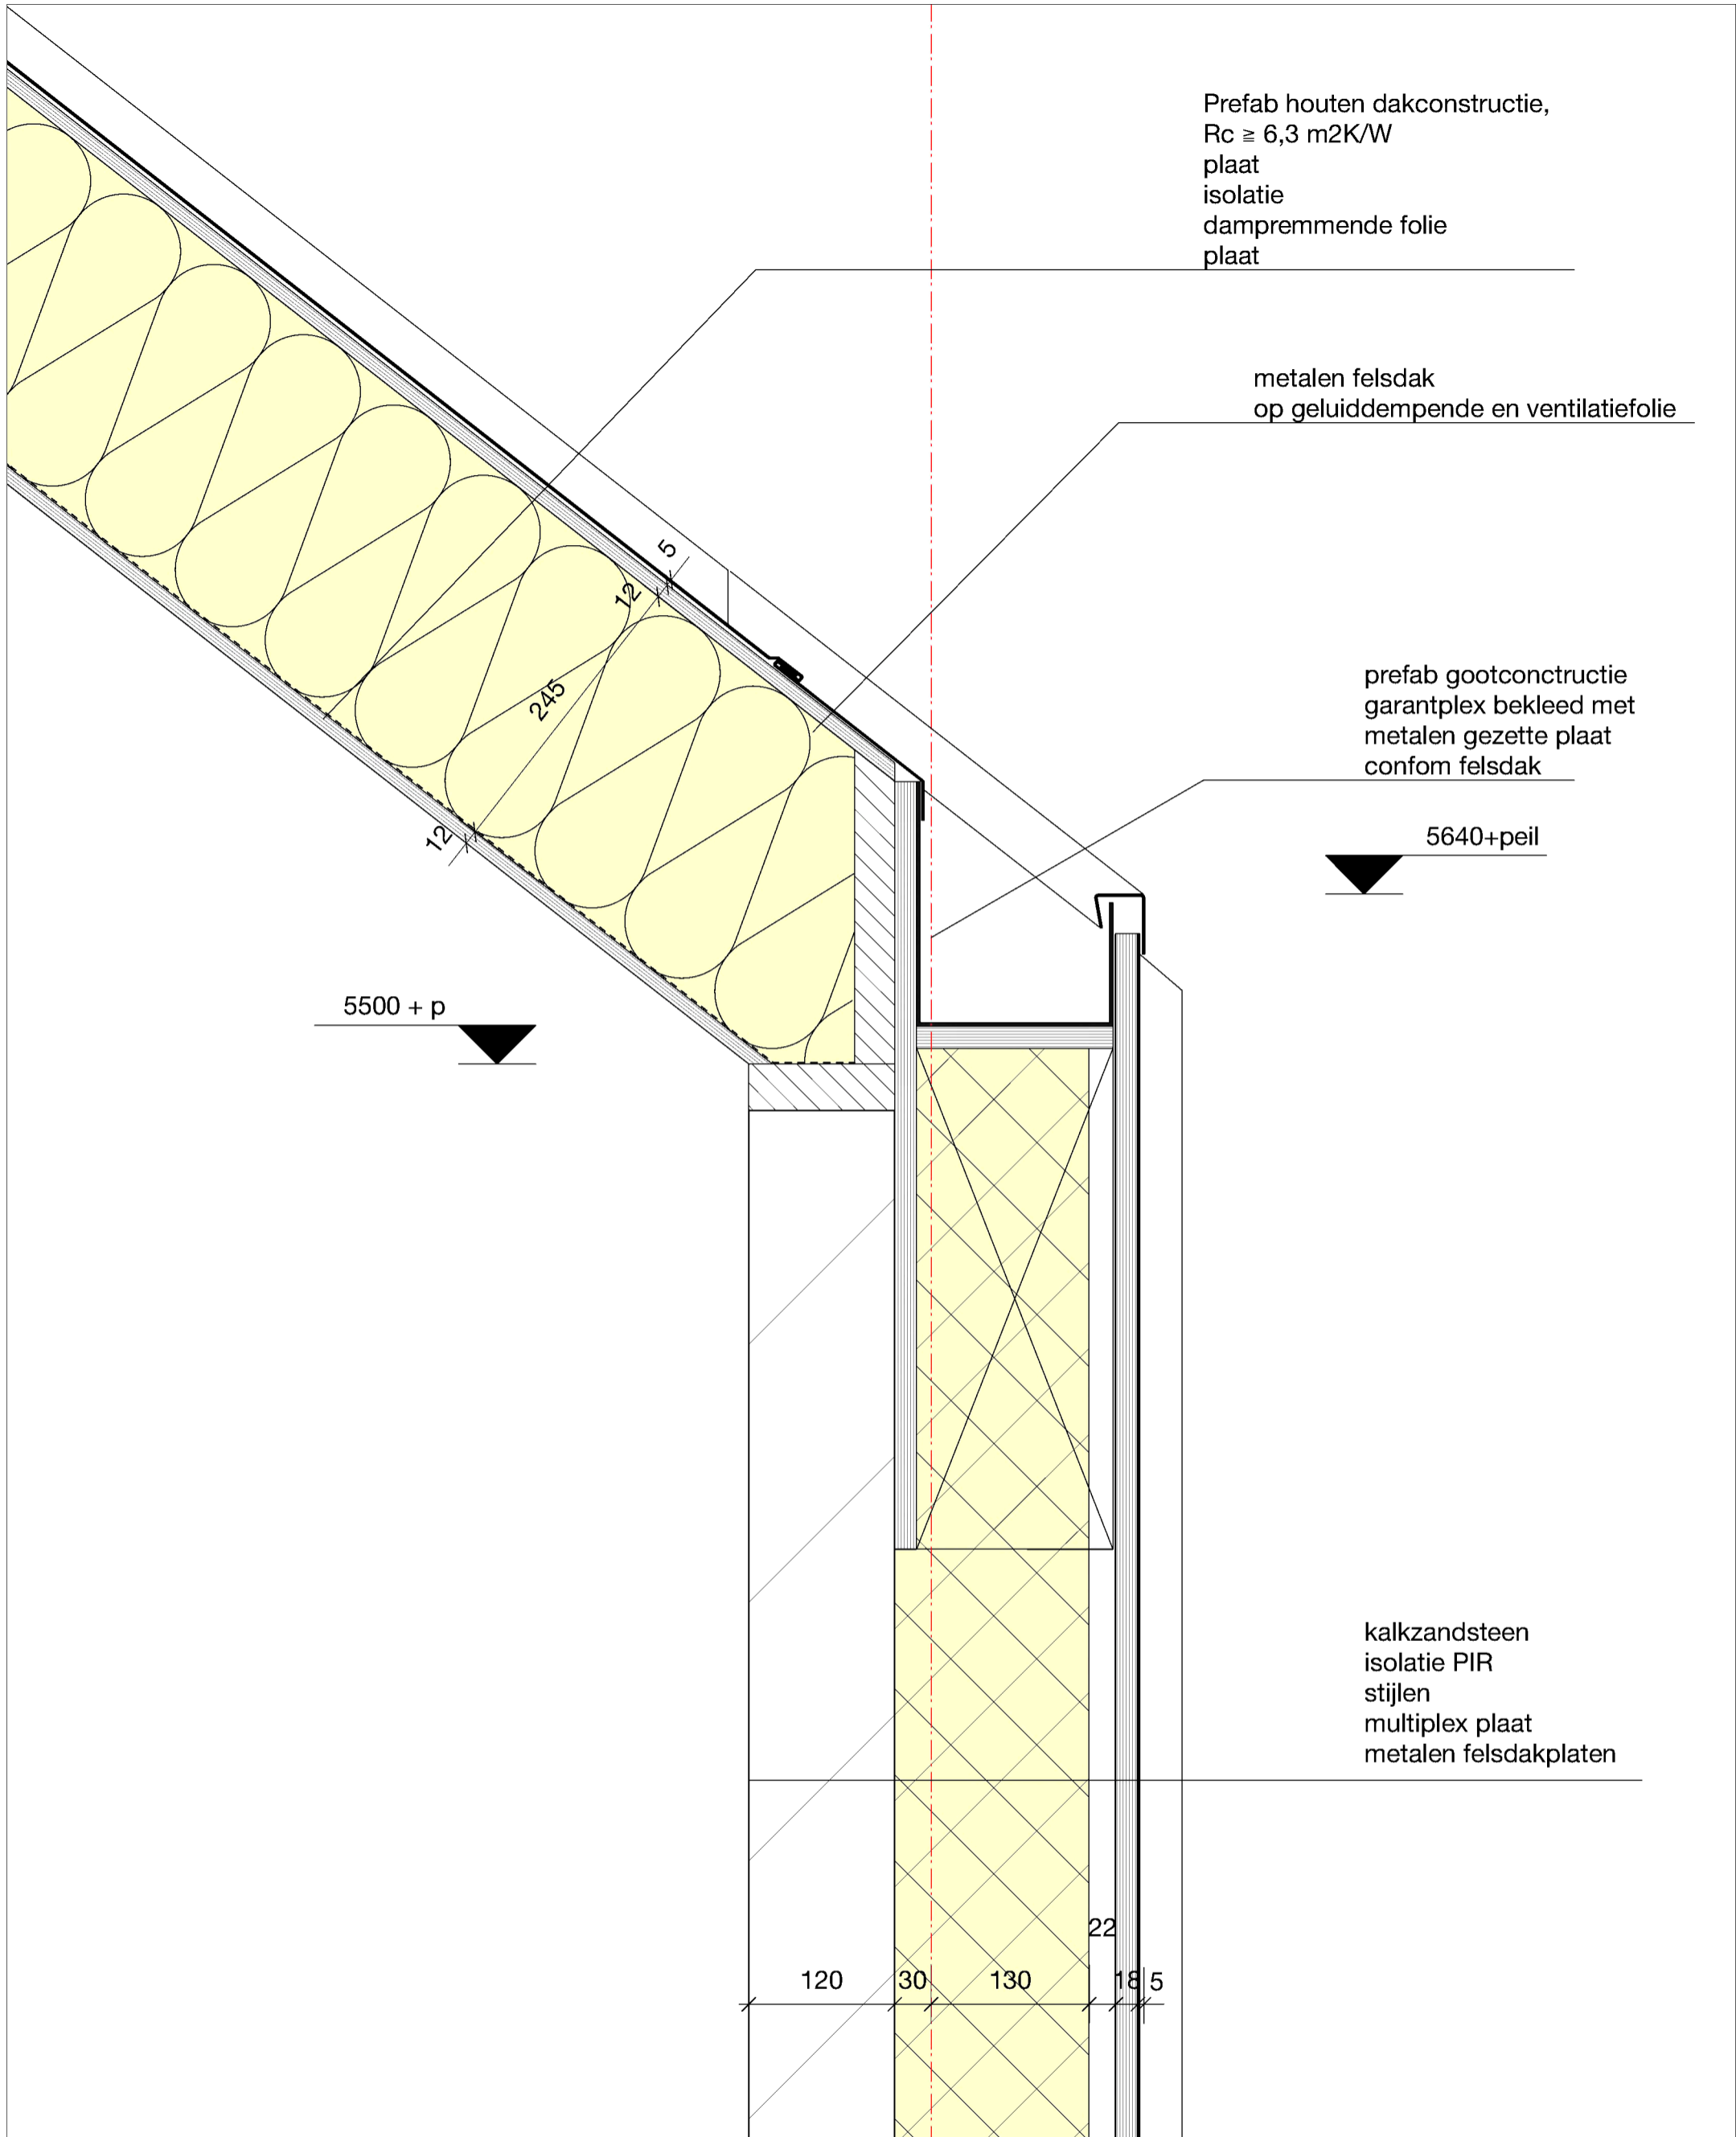 Prefab houten dakconstructie,
Rc ≧ 6,3 m2K/W
plaat
isolatie
dampremmende folie
plaat
metalen felsdak
op geluiddempende en ventilatiefolie
5
12
245
12
prefab gootconctructie
garantplex bekleed met
metalen gezette plaat
confom felsdak
5640+peil
5500 + p
kalkzandsteen
isolatie PIR
stijlen
multiplex plaat
metalen felsdakplaten
22
120 30 130 18 5